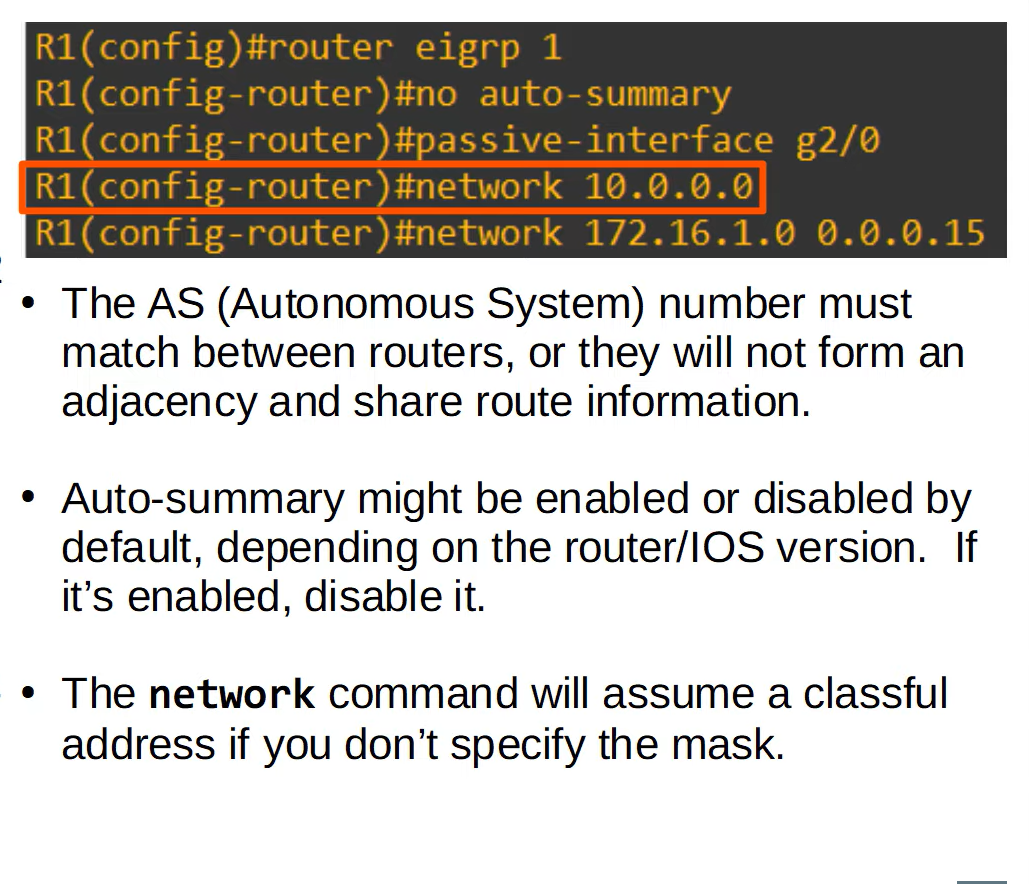 R1(config)#router eigrp 1
R1(config-router)#no auto-summary
R1(config-router)#passive-interface g2/0
R1(config-router)#network 10.0.0.0
R1(config-router)#network 172.16.1.0 0.0.0.15
• The AS (Autonomous System) number must
match between routers, or they will not form an
adjacency and share route information.
• Auto-summary might be enabled or disabled by
default, depending on the router/IOS version.  If
it’s enabled, disable it.
• The network command will assume a classful
address if you don’t specify the mask.